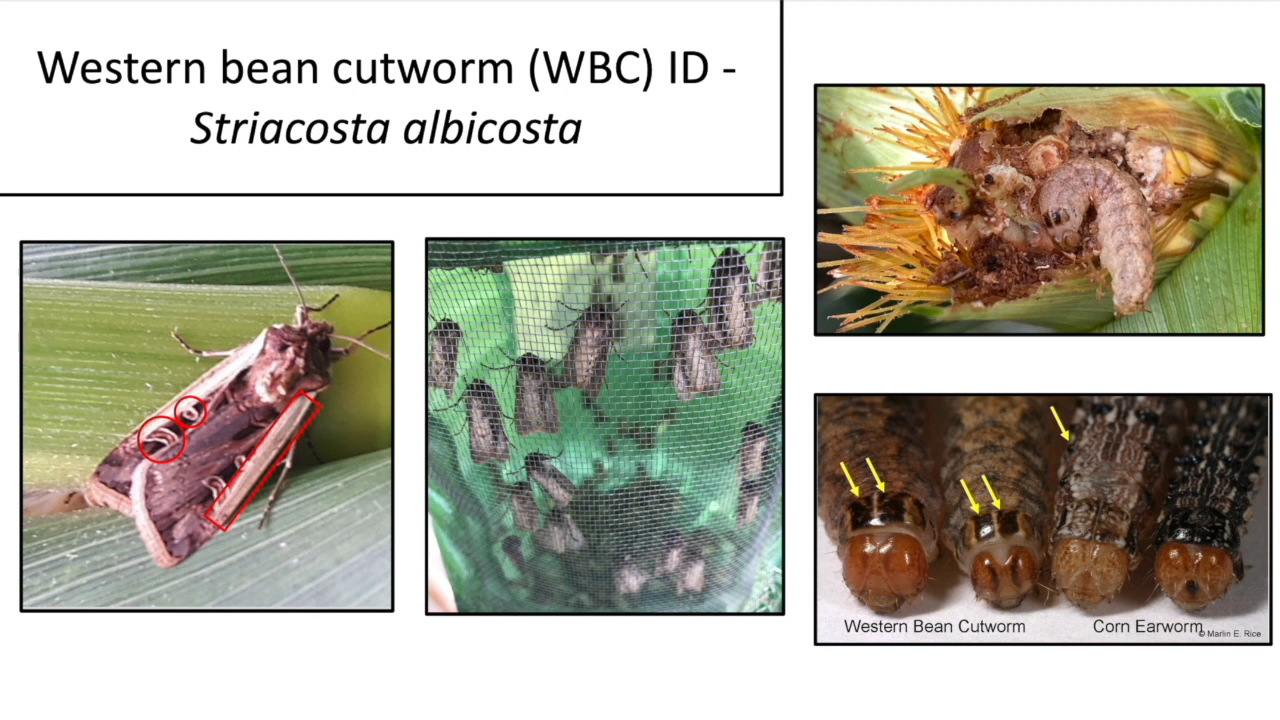 Western bean cutworm (WBC) ID -
Striacosta albicosta
Western Bean Cutworm
Corn Earworm
© Marlin E. Rice